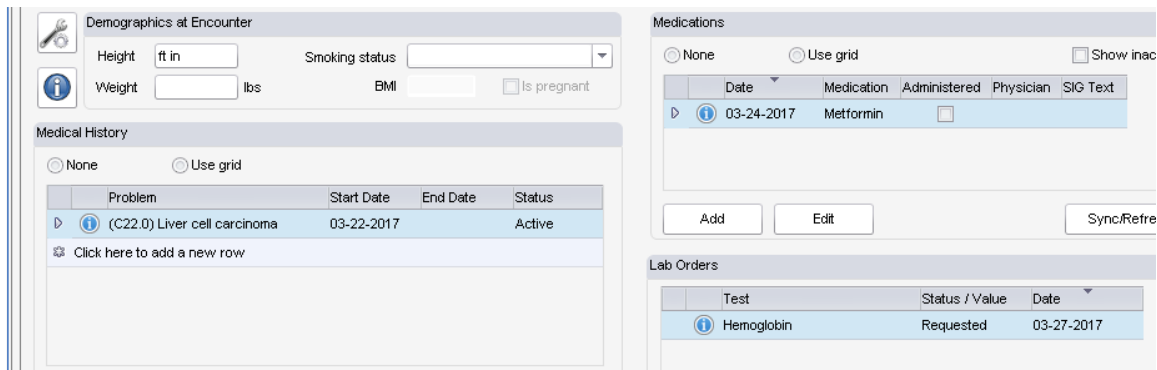 Demographics at Encounter
Height ft in Smoking status
Weight lbs BMI Is pregnant
Medical History
None Use grid
Problem Start Date End Date Status
(C22.0) Liver cell carcinoma 03-22-2017 Active
Click here to add a new row
Medications
None Use grid Show inac
Date Medication Administered Physician SIG Text
03-24-2017 Metformin
Add Edit Sync/Refre
Lab Orders
Test Status / Value Date
Hemoglobin Requested 03-27-2017